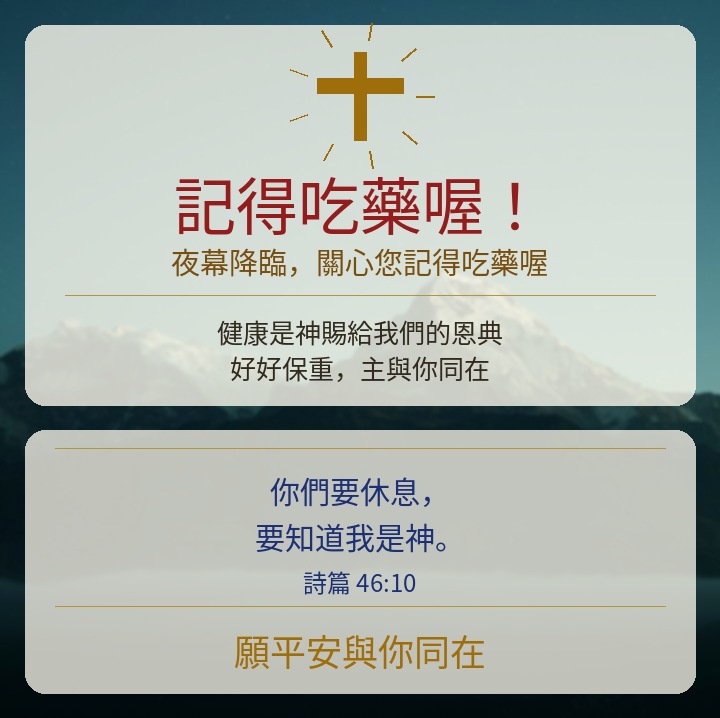 記得吃藥喔！
夜幕降臨，關心您記得吃藥喔
健康是神賜給我們的恩典
好好保重，主與你同在
你們要休息，
要知道我是神。
詩篇 46:10
願平安與你同在